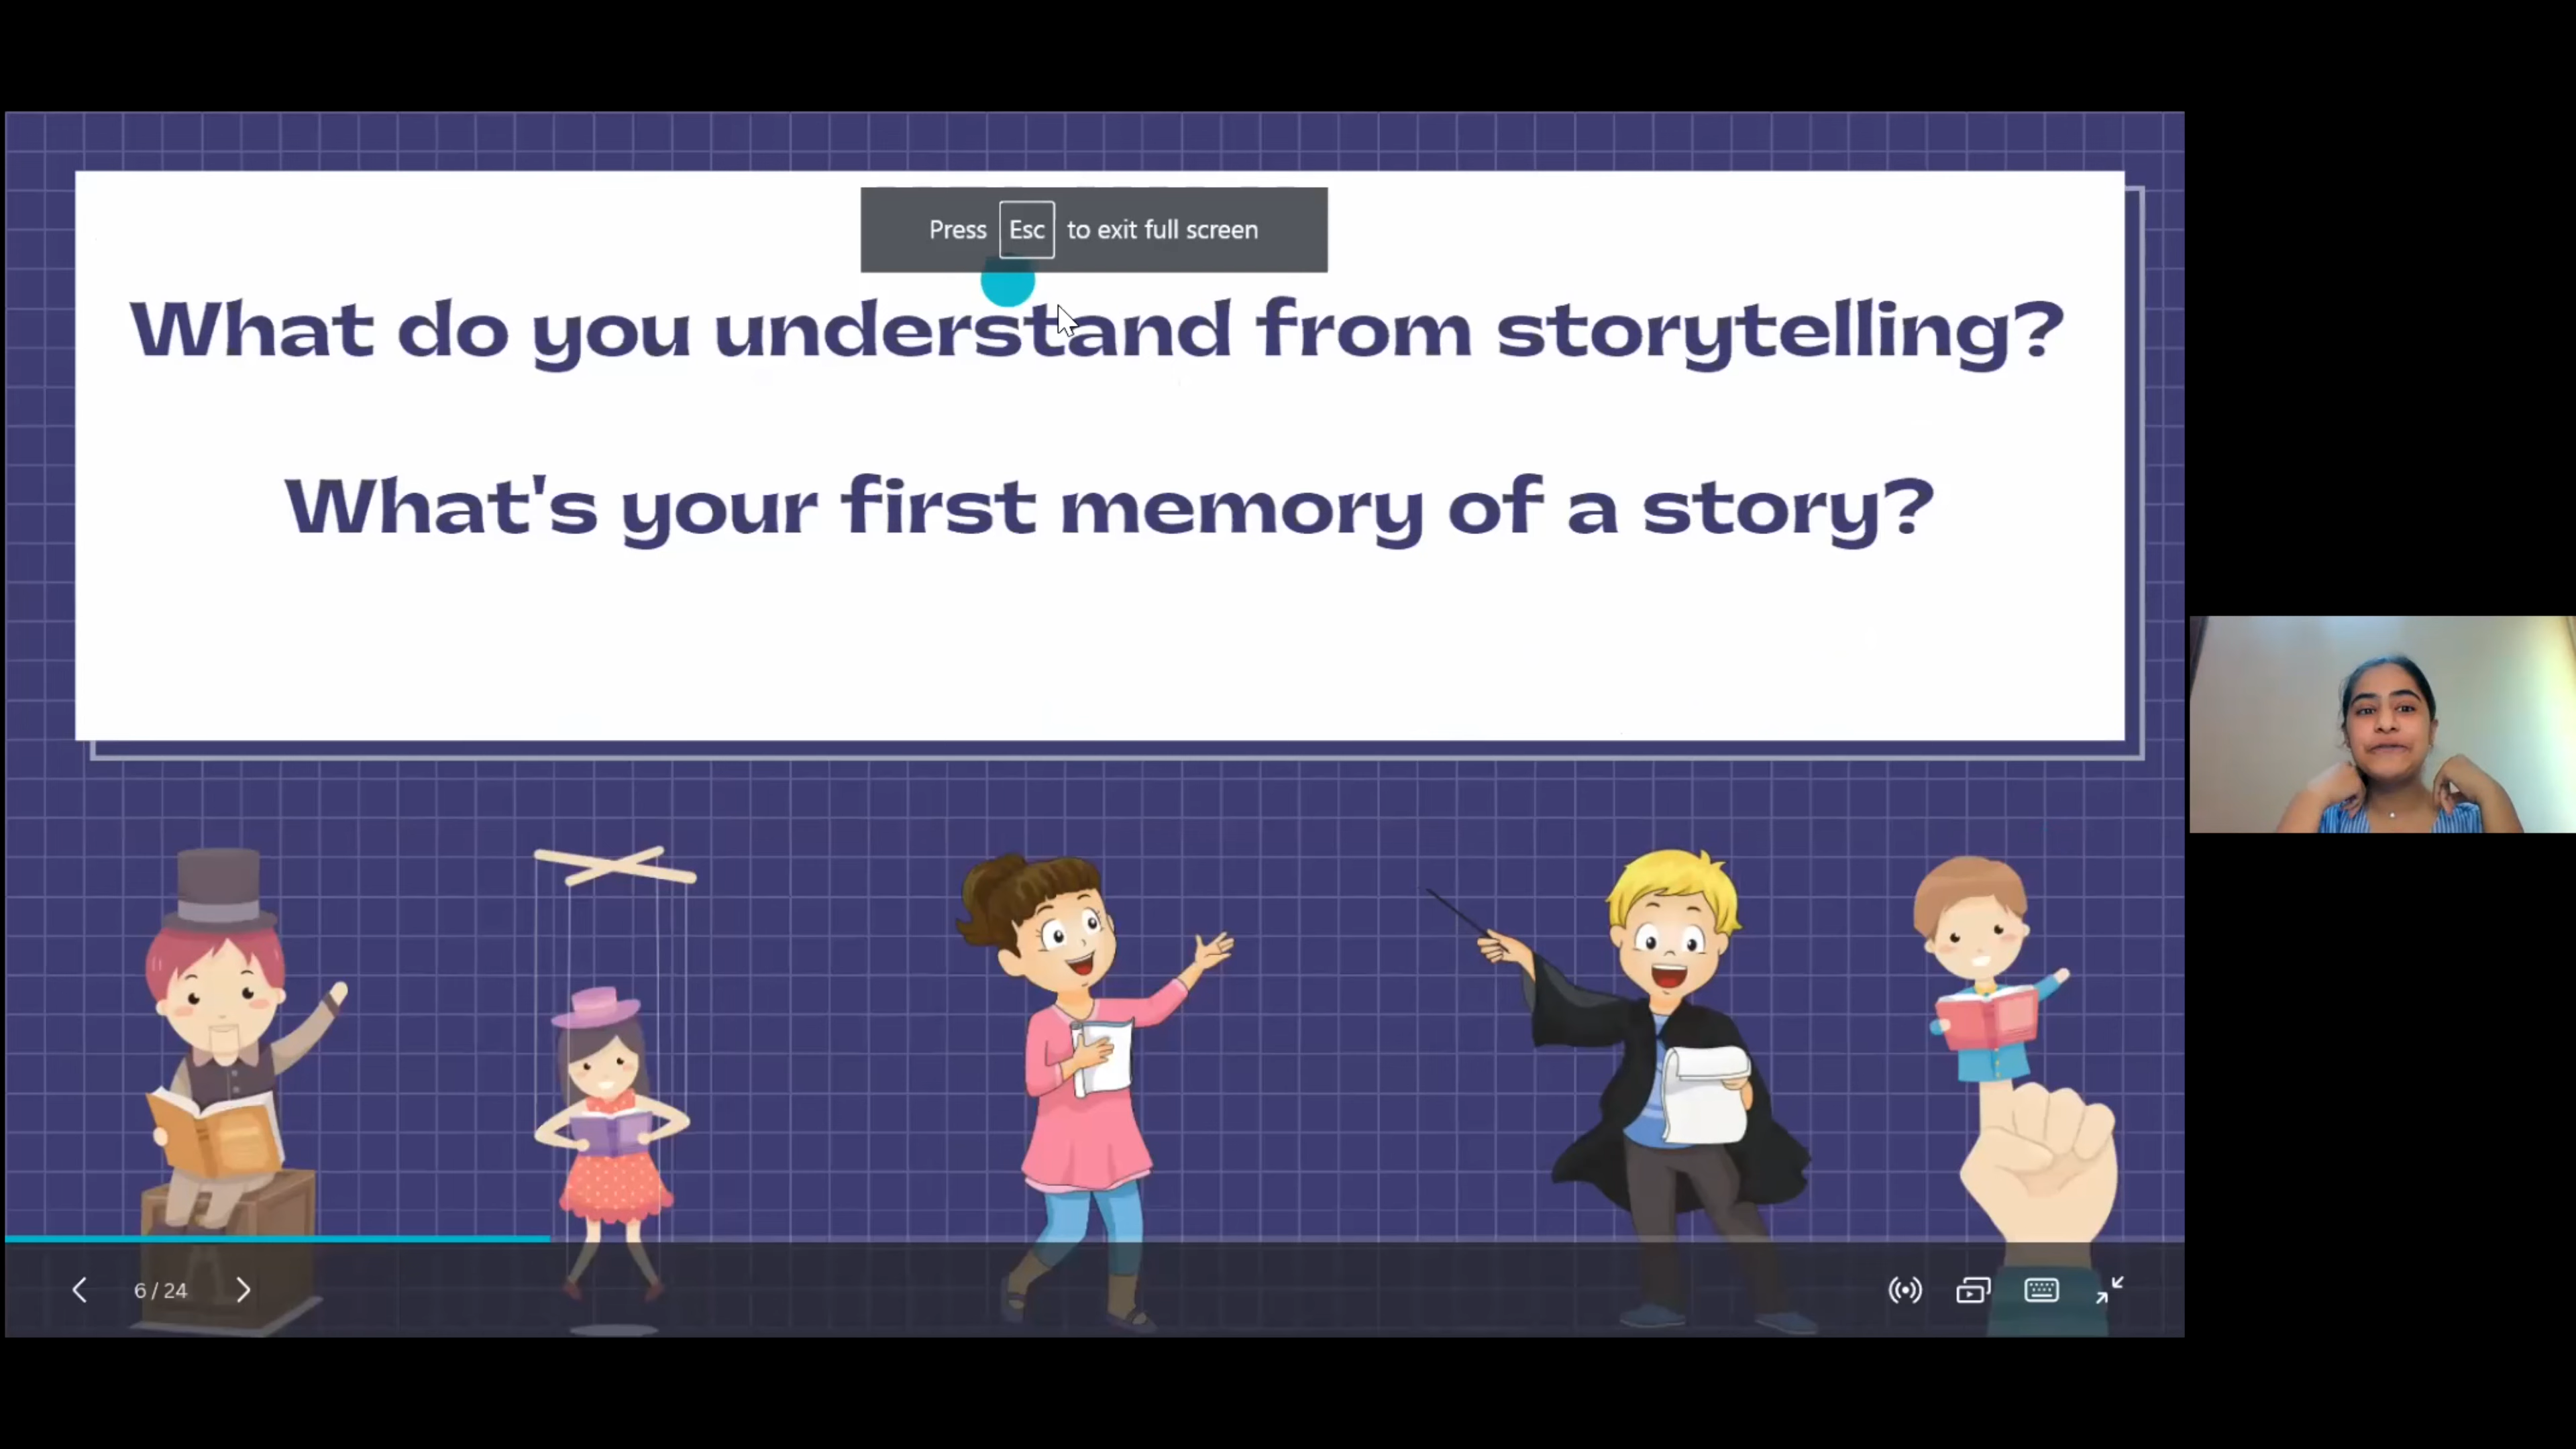 Press Esc to exit full screen
What do you understand from storytelling?
What's your first memory of a story?
6 / 24